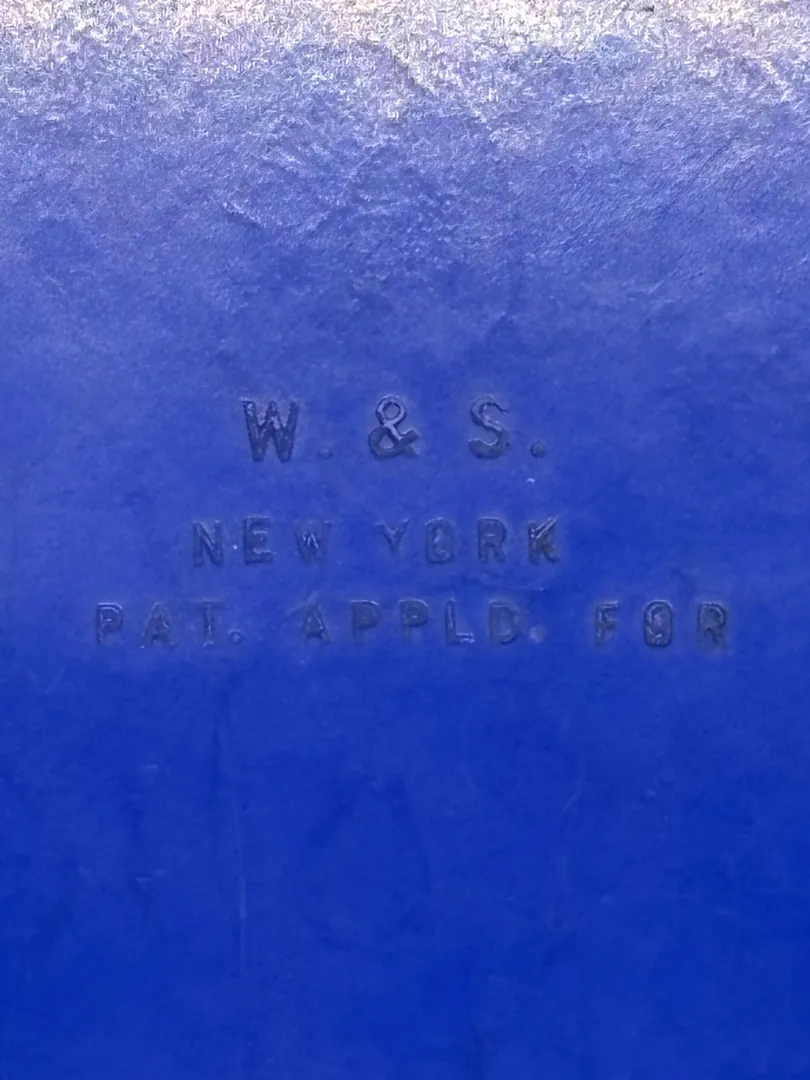 W. & S.
NEW YORK
PAT. APPLD. FOR